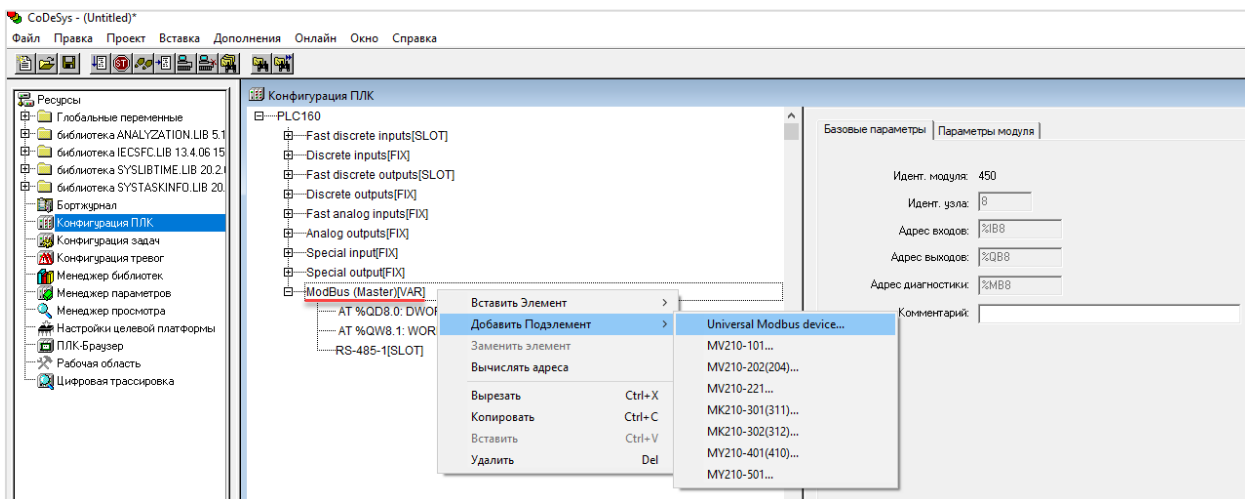 CoDeSys - (Untitled)*
Файл Правка Проект Вставка Дополнения Онлайн Окно Справка
Ресурсы
Глобальные переменные
библиотека ANALYZATION.LIB 5.1
библиотека IECSFC.LIB 13.4.06 15
библиотека SYSLIBTIME.LIB 20.2.
библиотека SYSTASKINFO.LIB 20.
Бортжурнал
Конфигурация ПЛК
Конфигурация задач
Конфигурация тревог
Менеджер библиотек
Менеджер параметров
Менеджер просмотра
Настройки целевой платформы
ПЛК-Браузер
Рабочая область
Цифровая трассировка
Конфигурация ПЛК
PLC160
Fast discrete inputs[SLOT]
Discrete inputs[FIX]
Fast discrete outputs[SLOT]
Discrete outputs[FIX]
Fast analog inputs[FIX]
Analog outputs[FIX]
Special input[FIX]
Special output[FIX]
ModBus (Master)[VAR]
AT %QD8.0: DWO
AT %QW8.1: WOR
RS-485-1[SLOT]
Вставить Элемент
Добавить Подэлемент
Заменить элемент
Вычислять адреса
Вырезать Ctrl+X
Копировать Ctrl+C
Вставить Ctrl+V
Удалить Del
Universal Modbus device...
MV210-101...
MV210-202(204)...
MV210-221...
MK210-301(311)...
MK210-302(312)...
MY210-401(410)...
MY210-501...
Базовые параметры Параметры модуля
Идент. модуля: 450
Идент. узла: 8
Адрес входов: %IB8
Адрес выходов: %QB8
Адрес диагностики: %MB8
Комментарий: